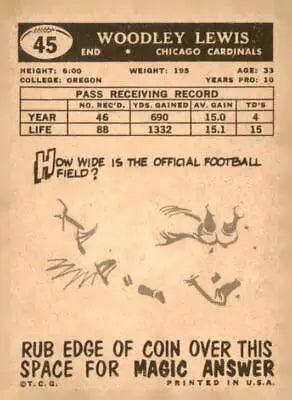 45
WOODLEY LEWIS
END • CHICAGO CARDINALS
HEIGHT: 6:00 WEIGHT: 195 AGE: 33
COLLEGE: OREGON YEARS PRO: 10
PASS RECEIVING RECORD
NO. REC'D. YDS. GAINED AV. GAIN TD'S
YEAR 46 690 15.0 4
LIFE 88 1332 15.1 15
HOW WIDE IS THE OFFICIAL FOOTBALL
FIELD?
RUB EDGE OF COIN OVER THIS
SPACE FOR MAGIC ANSWER
©T.C.G. PRINTED IN U.S.A.